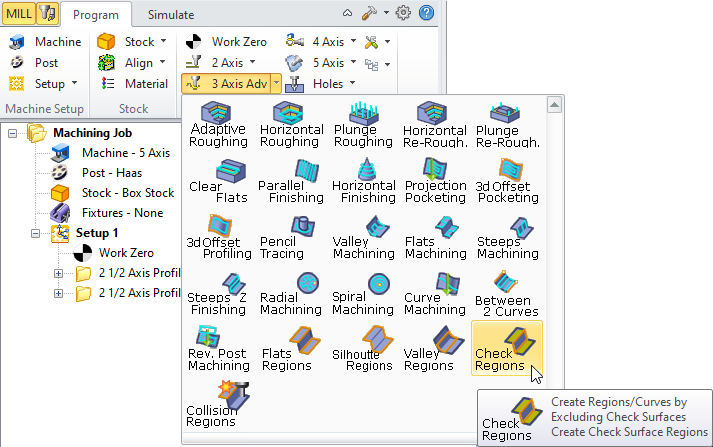 MILL
Program
Simulate
Machine
Post
Setup
Machine Setup
Stock
Align
Material
Stock
Work Zero
2 Axis
3 Axis Adv
4 Axis
5 Axis
Holes
Adaptive
Roughing
Horizontal
Roughing
Plunge
Roughing
Horizontal
Re-Rough.
Plunge
Re-Rough.
Clear
Flats
Parallel
Finishing
Horizontal
Finishing
Projection
Pocketing
3d Offset
Pocketing
3d Offset
Profiling
Pencil
Tracing
Valley
Machining
Flats
Machining
Steeps
Machining
Steeps Z
Finishing
Radial
Machining
Spiral
Machining
Curve
Machining
Between
2 Curves
Rev. Post
Machining
Flats
Regions
Silhoutte
Regions
Valley
Regions
Check
Regions
Collision
Regions
Machining Job
Machine - 5 Axis
Post - Haas
Stock - Box Stock
Fixtures - None
Setup 1
Work Zero
2 1/2 Axis Profil
2 1/2 Axis Profil
Check
Regions
Create Regions/Curves by
Excluding Check Surfaces
Create Check Surface Regions